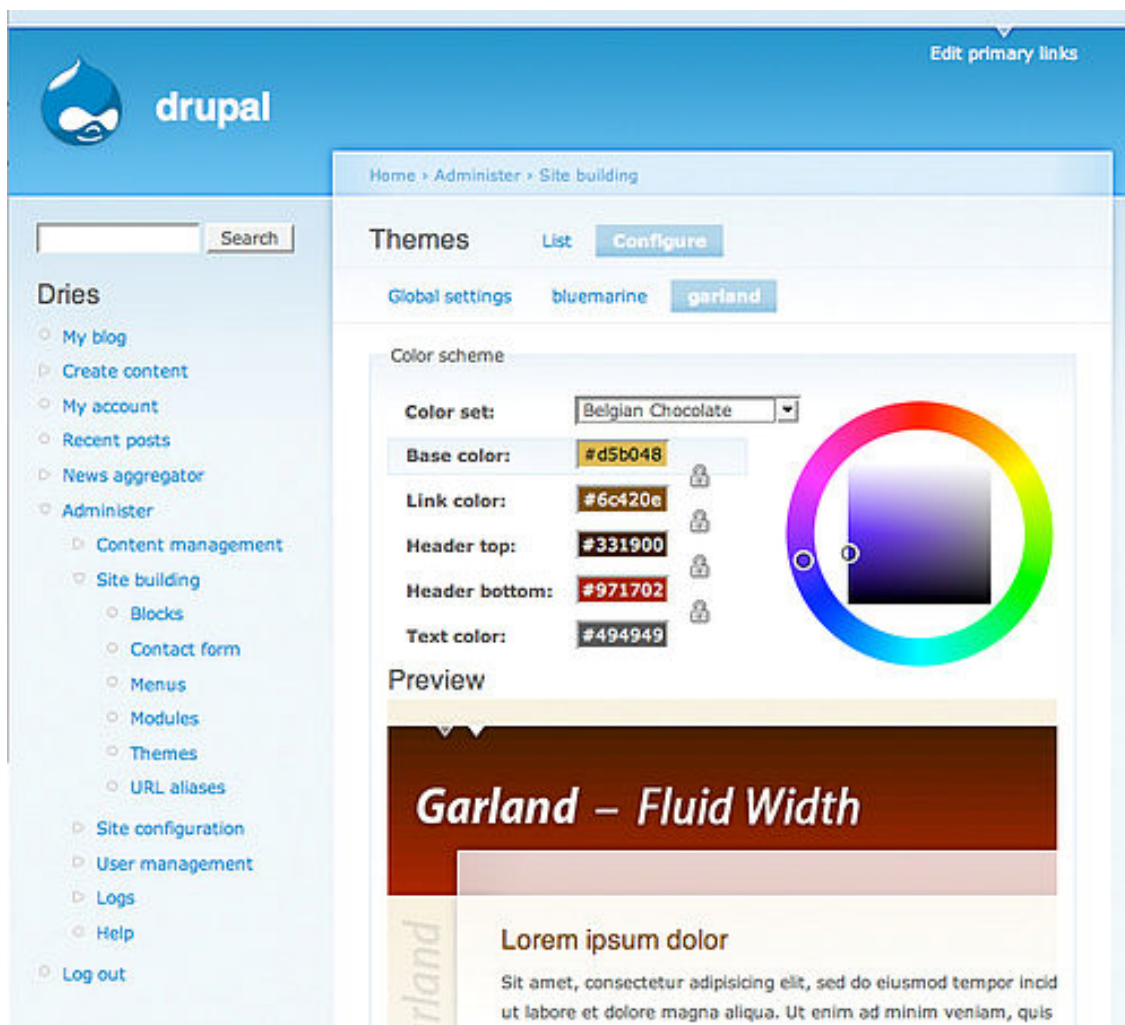 Edit primary links
drupal
Home › Administer › Site building
Search
Themes List Configure
Global settings bluemarine garland
Dries
My blog
Create content
My account
Recent posts
News aggregator
Administer
Content management
Site building
Blocks
Contact form
Menus
Modules
Themes
URL aliases
Site configuration
User management
Logs
Help
Log out
Color scheme
Color set: Belgian Chocolate
Base color: #d5b048
Link color: #6c420e
Header top: #331900
Header bottom: #971702
Text color: #494949
Preview
Garland – Fluid Width
rland
Lorem ipsum dolor
Sit amet, consectetur adipisicing elit, sed do eiusmod tempor incid
ut labore et dolore magna aliqua. Ut enim ad minim veniam, quis